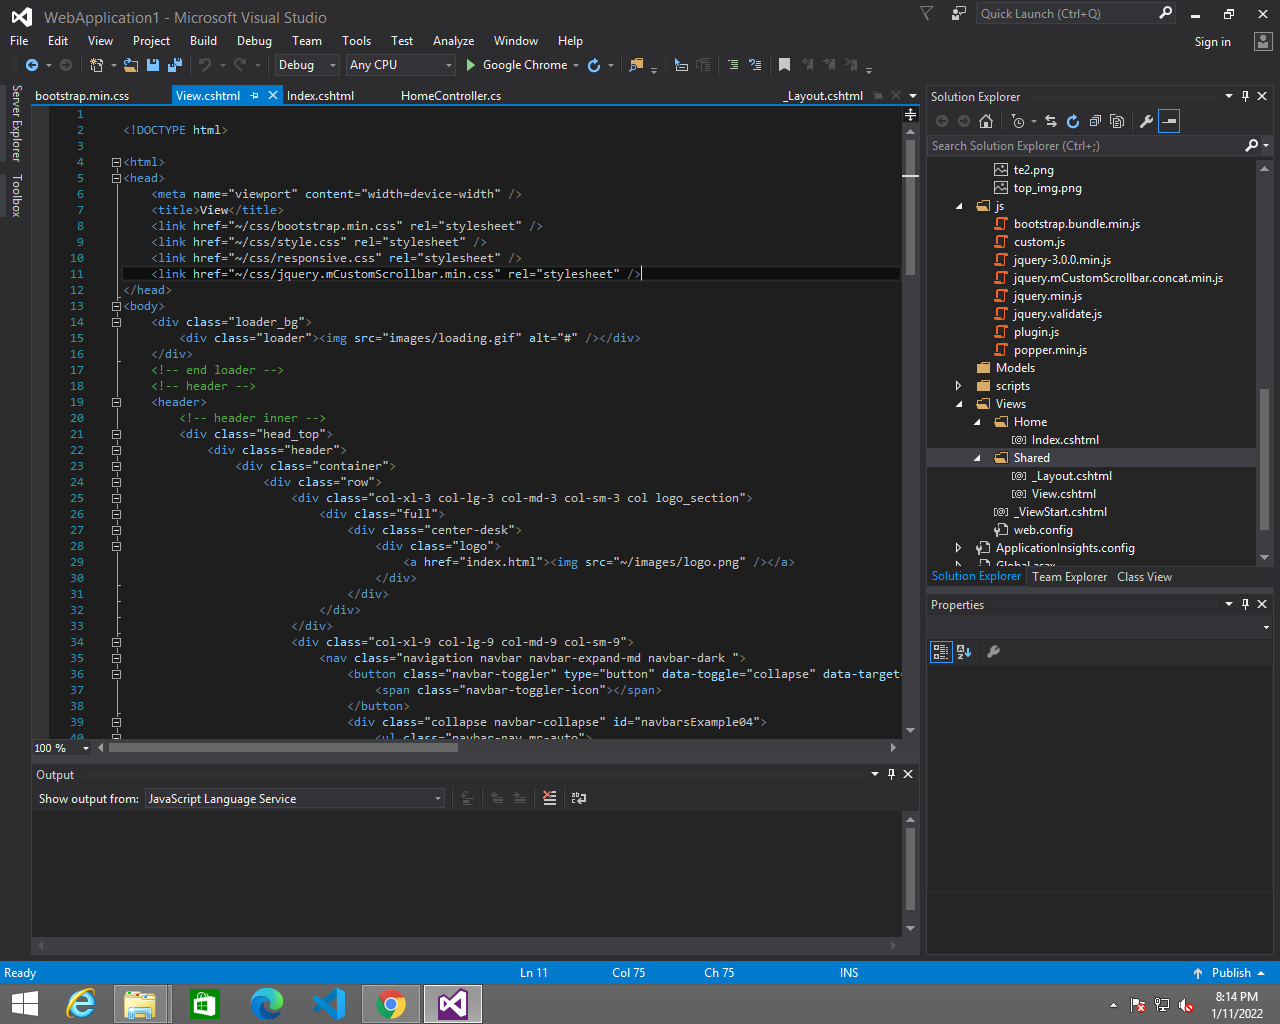 WebApplication1 - Microsoft Visual Studio
Quick Launch (Ctrl+Q)
File Edit View Project Build Debug Team Tools Test Analyze Window Help
Sign in
Debug Any CPU Google Chrome
Server Explorer
Toolbox
bootstrap.min.css View.cshtml Index.cshtml HomeController.cs _Layout.cshtml
1
2 <!DOCTYPE html>
3
4 <html>
5 <head>
6 <meta name="viewport" content="width=device-width" />
7 <title>View</title>
8 <link href="~/css/bootstrap.min.css" rel="stylesheet" />
9 <link href="~/css/style.css" rel="stylesheet" />
10 <link href="~/css/responsive.css" rel="stylesheet" />
11 <link href="~/css/jquery.mCustomScrollbar.min.css" rel="stylesheet" />
12 </head>
13 <body>
14 <div class="loader_bg">
15 <div class="loader"><img src="images/loading.gif" alt="#" /></div>
16 </div>
17 <!-- end loader -->
18 <!-- header -->
19 <header>
20 <!-- header inner -->
21 <div class="head_top">
22 <div class="header">
23 <div class="container">
24 <div class="row">
25 <div class="col-xl-3 col-lg-3 col-md-3 col-sm-3 col logo_section">
26 <div class="full">
27 <div class="center-desk">
28 <div class="logo">
29 <a href="index.html"><img src="~/images/logo.png" /></a>
30 </div>
31 </div>
32 </div>
33 </div>
34 <div class="col-xl-9 col-lg-9 col-md-9 col-sm-9">
35 <nav class="navigation navbar navbar-expand-md navbar-dark ">
36 <button class="navbar-toggler" type="button" data-toggle="collapse" data-target=
37 <span class="navbar-toggler-icon"></span>
38 </button>
39 <div class="collapse navbar-collapse" id="navbarsExample04">
40 <ul class="navbar-nav mr-auto">
100 %
Output
Show output from: JavaScript Language Service
Solution Explorer
Search Solution Explorer (Ctrl+;)
te2.png
top_img.png
js
bootstrap.bundle.min.js
custom.js
jquery-3.0.0.min.js
jquery.mCustomScrollbar.concat.min.js
jquery.min.js
jquery.validate.js
plugin.js
popper.min.js
Models
scripts
Views
Home
Index.cshtml
Shared
_Layout.cshtml
View.cshtml
_ViewStart.cshtml
web.config
ApplicationInsights.config
Global.asax
Solution Explorer Team Explorer Class View
Properties
Ready Ln 11 Col 75 Ch 75 INS Publish
8:14 PM
1/11/2022